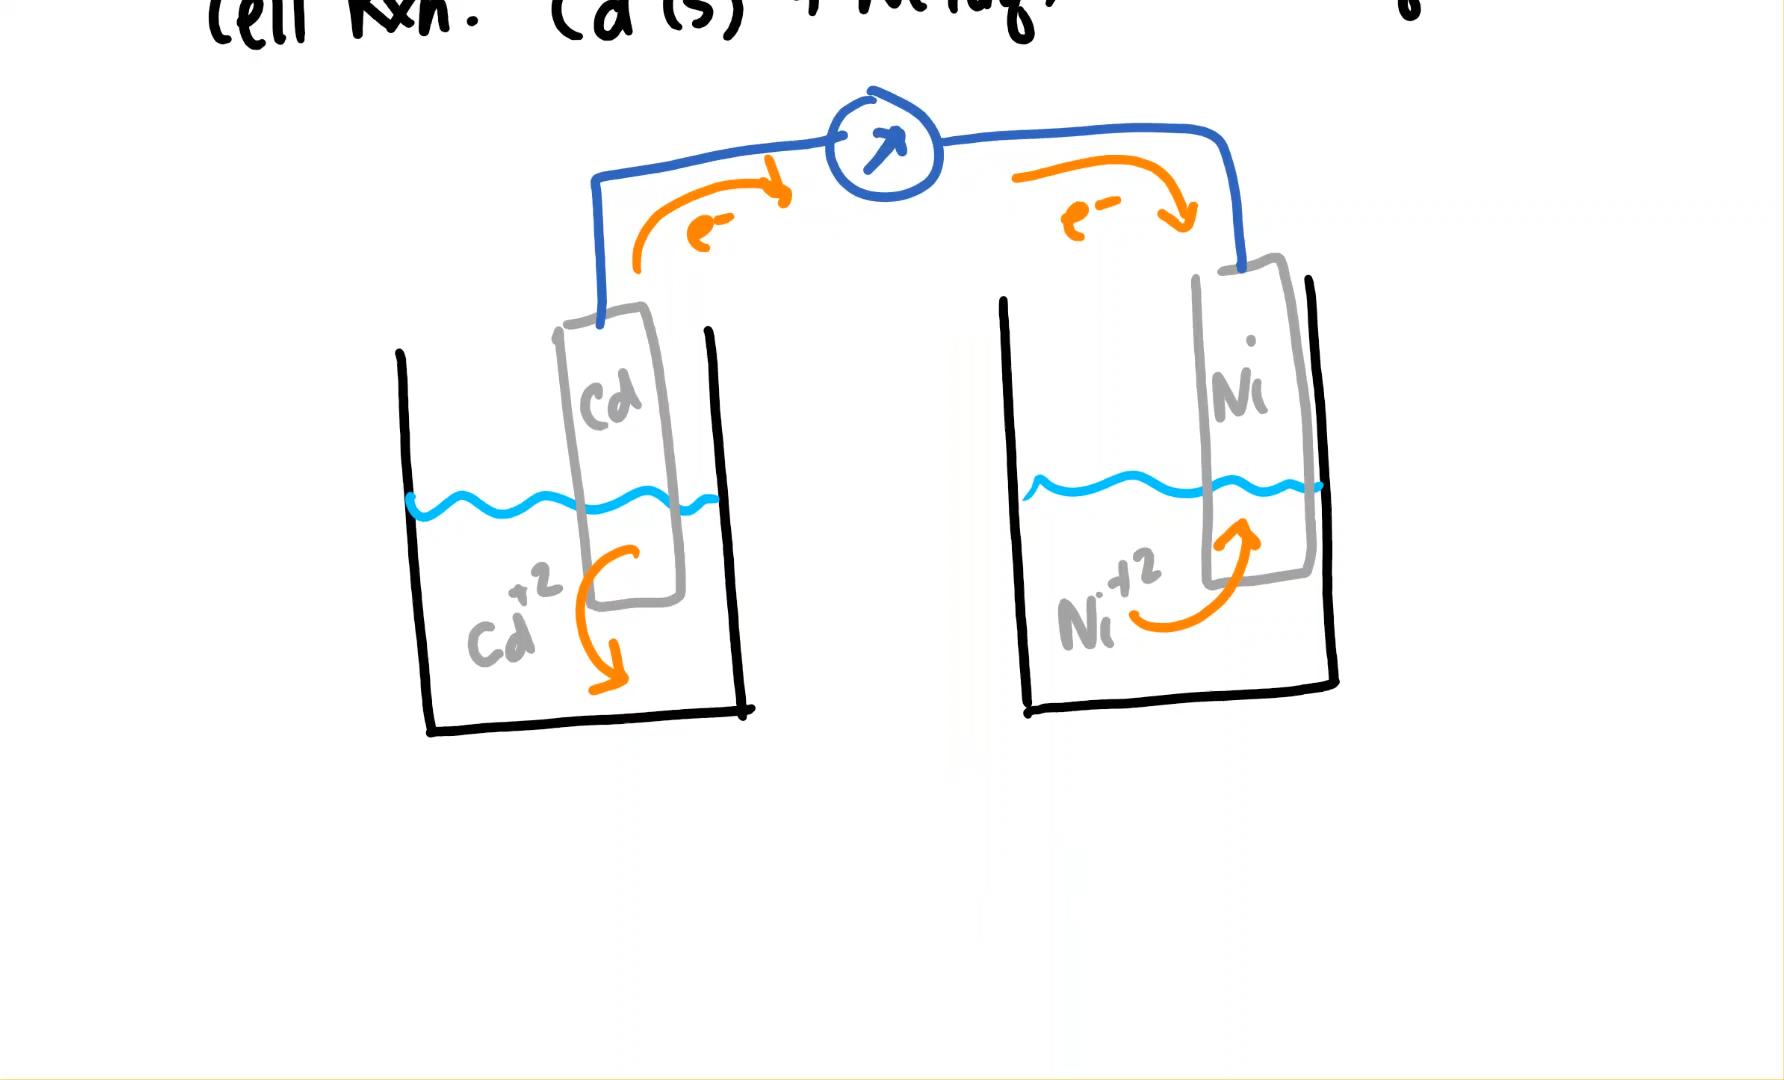 Cell Rxn: Cd (s) +
e⁻ e⁻
Cd Ni
Cd⁺² Ni⁺²